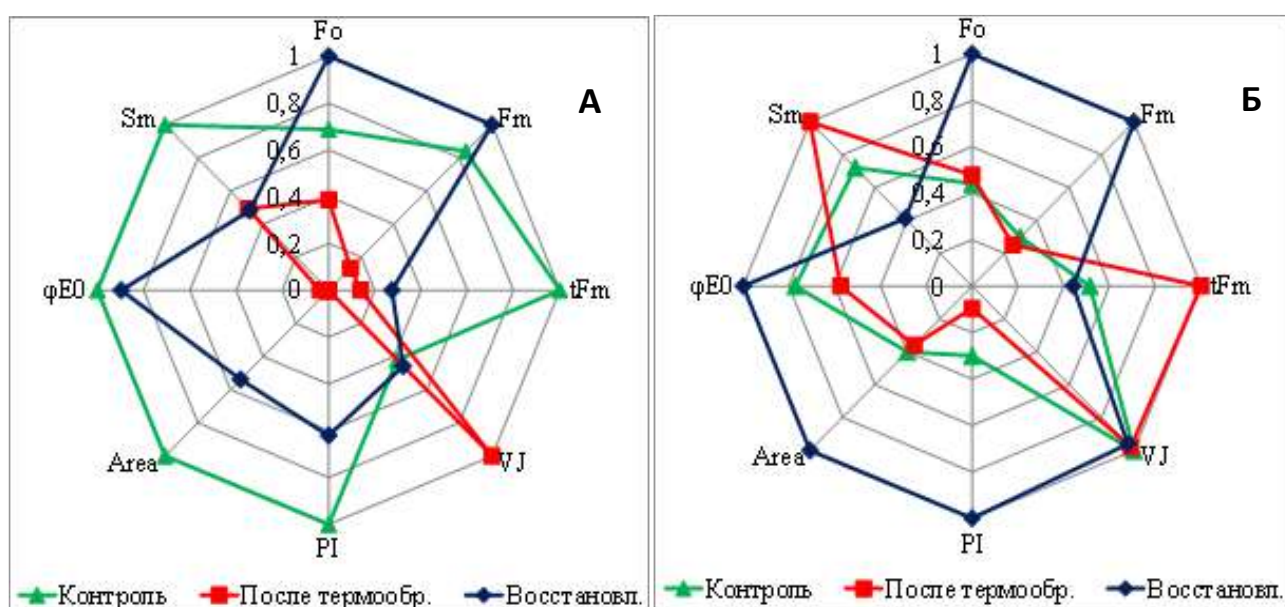 Fo
1
А
Sm
0,8
Fm
0,6
0,4
0,2
φE0
0
tFm
Area
VJ
PI
Контроль
После термообр.
Восстановл.
Fo
1
Б
Sm
0,8
Fm
0,6
0,4
0,2
φE0
0
tFm
Area
VJ
PI
Контроль
После термообр.
Восстановл.